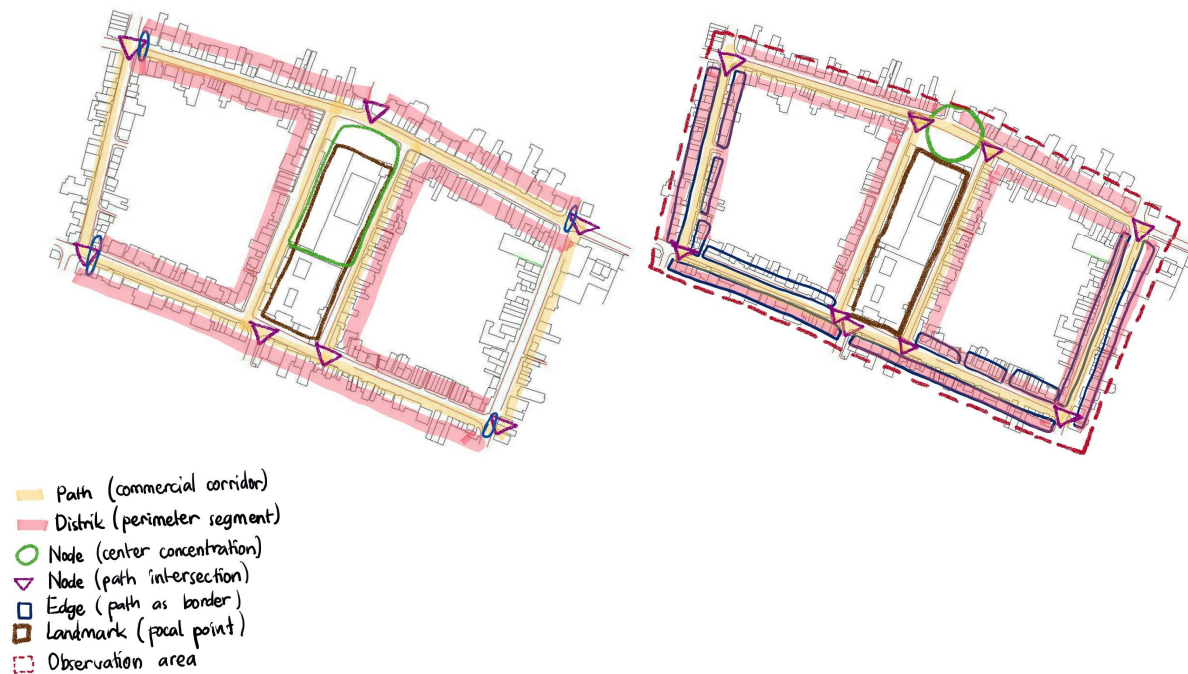 Path (commercial corridor)
Distrik (perimeter segment)
Node (center concentration)
Node (path intersection)
Edge (path as border)
Landmark (focal point)
Observation area